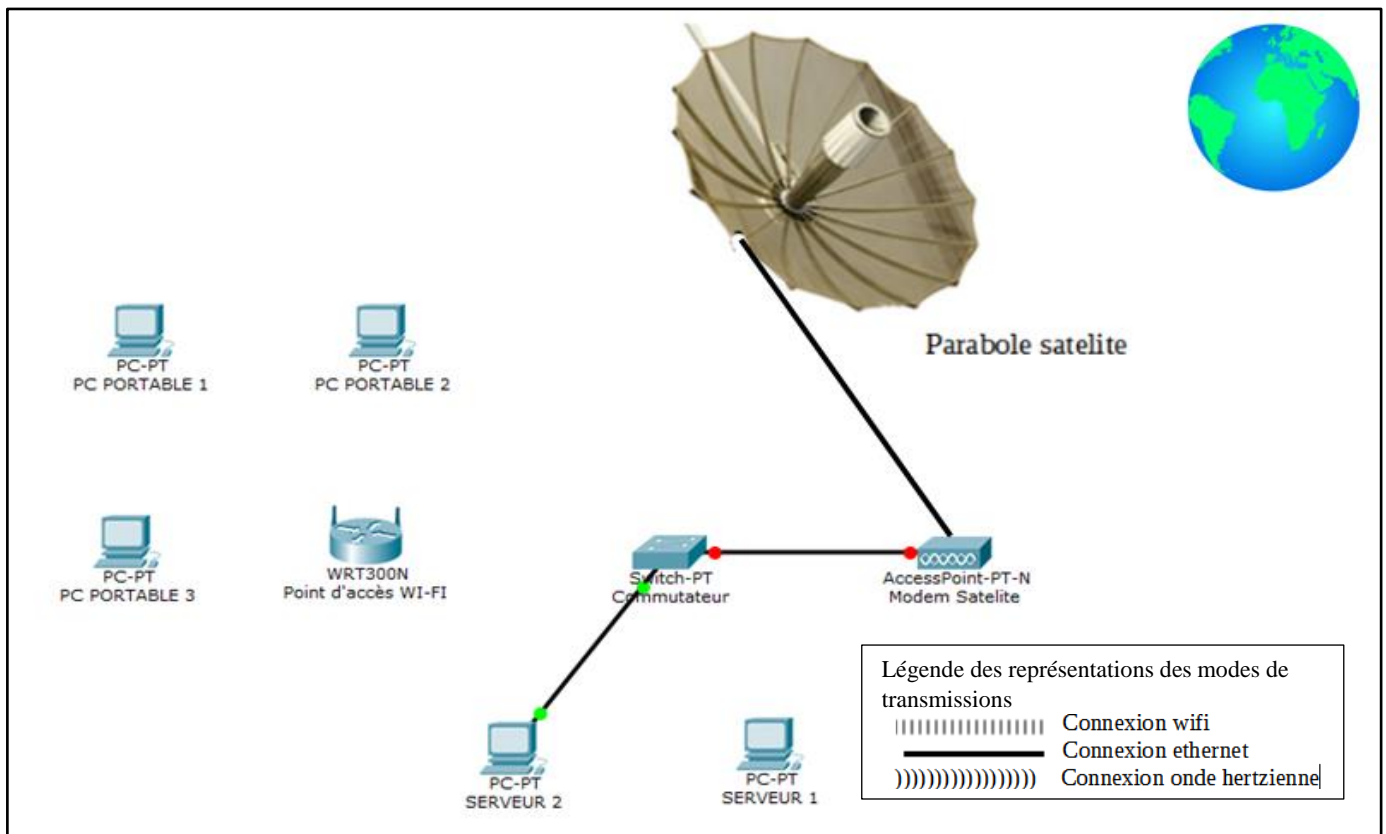 Parabole satelite
PC-PT
PC PORTABLE 1
PC-PT
PC PORTABLE 2
PC-PT
PC PORTABLE 3
WRT300N
Point d'accès WI-FI
Switch-PT
Commutateur
AccessPoint-PT-N
Modem Satelite
PC-PT
SERVEUR 2
PC-PT
SERVEUR 1
Légende des représentations des modes de
transmissions
Connexion wifi
Connexion ethernet
Connexion onde hertzienne